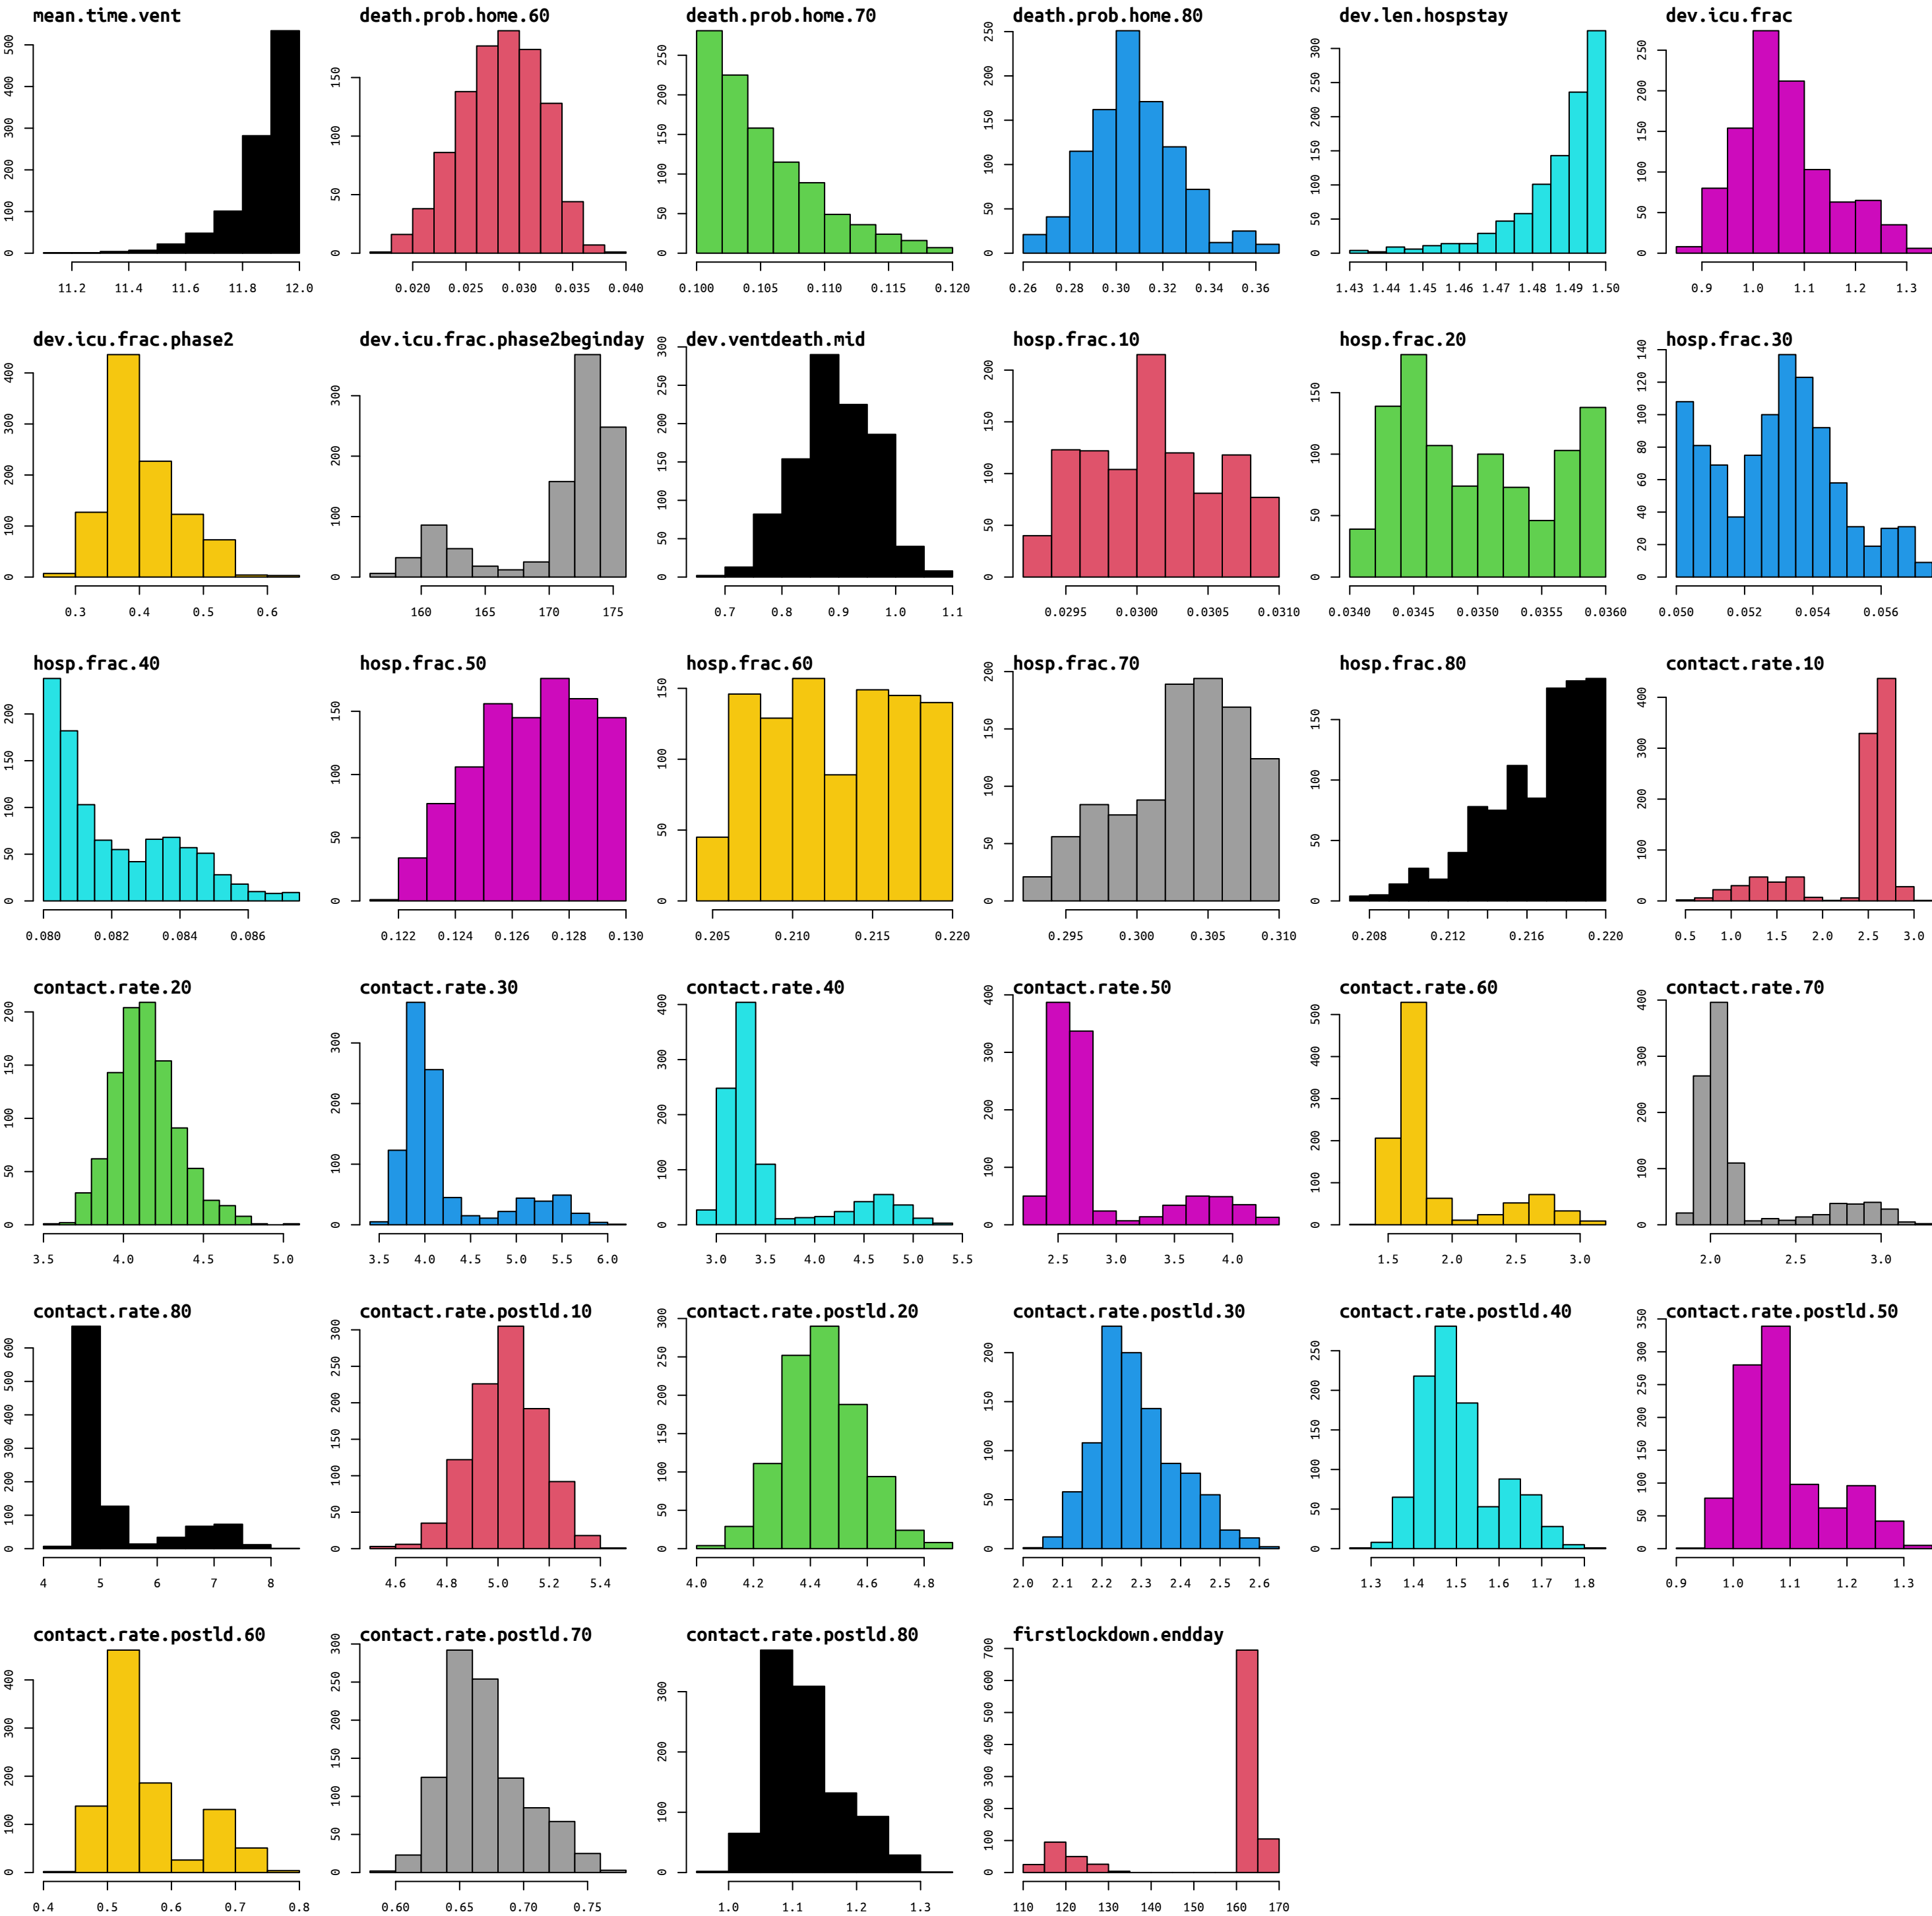 mean.time.vent
0 100 200 300 400 500
11.2 11.4 11.6 11.8 12.0
death.prob.home.60
0 50 100 150
0.020 0.025 0.030 0.035 0.040
death.prob.home.70
0 50 100 150 200 250
0.100 0.105 0.110 0.115 0.120
death.prob.home.80
0 50 100 150 200 250
0.26 0.28 0.30 0.32 0.34 0.36
dev.len.hospstay
0 50 100 150 200 250 300
1.43 1.44 1.45 1.46 1.47 1.48 1.49 1.50
dev.icu.frac
0 50 100 150 200 250
0.9 1.0 1.1 1.2 1.3
dev.icu.frac.phase2
0 100 200 300 400
0.3 0.4 0.5 0.6
dev.icu.frac.phase2beginday
0 100 200 300
160 165 170 175
dev.ventdeath.mid
0 50 100 150 200 250 300
0.7 0.8 0.9 1.0 1.1
hosp.frac.10
0 50 100 150 200
0.0295 0.0300 0.0305 0.0310
hosp.frac.20
0 50 100 150
0.0340 0.0345 0.0350 0.0355 0.0360
hosp.frac.30
0 20 40 60 80 100 120 140
0.050 0.052 0.054 0.056
hosp.frac.40
0 50 100 150 200
0.080 0.082 0.084 0.086
hosp.frac.50
0 50 100 150
0.122 0.124 0.126 0.128 0.130
hosp.frac.60
0 50 100 150
0.205 0.210 0.215 0.220
hosp.frac.70
0 50 100 150 200
0.295 0.300 0.305 0.310
hosp.frac.80
0 50 100 150
0.208 0.212 0.216 0.220
contact.rate.10
0 100 200 300 400
0.5 1.0 1.5 2.0 2.5 3.0
contact.rate.20
0 50 100 150 200
3.5 4.0 4.5 5.0
contact.rate.30
0 100 200 300
3.5 4.0 4.5 5.0 5.5 6.0
contact.rate.40
0 100 200 300 400
3.0 3.5 4.0 4.5 5.0 5.5
contact.rate.50
0 100 200 300 400
2.5 3.0 3.5 4.0
contact.rate.60
0 100 200 300 400 500
1.5 2.0 2.5 3.0
contact.rate.70
0 100 200 300 400
2.0 2.5 3.0
contact.rate.80
0 100 200 300 400 500 600
4 5 6 7 8
contact.rate.postld.10
0 50 100 150 200 250 300
4.6 4.8 5.0 5.2 5.4
contact.rate.postld.20
0 50 100 150 200 250 300
4.0 4.2 4.4 4.6 4.8
contact.rate.postld.30
0 50 100 150 200
2.0 2.1 2.2 2.3 2.4 2.5 2.6
contact.rate.postld.40
0 50 100 150 200 250
1.3 1.4 1.5 1.6 1.7 1.8
contact.rate.postld.50
0 50 100 150 200 250 300 350
0.9 1.0 1.1 1.2 1.3
contact.rate.postld.60
0 100 200 300 400
0.4 0.5 0.6 0.7 0.8
contact.rate.postld.70
0 50 100 150 200 250 300
0.60 0.65 0.70 0.75
contact.rate.postld.80
0 100 200 300
1.0 1.1 1.2 1.3
firstlockdown.endday
0 100 200 300 400 500 600 700
110 120 130 140 150 160 170